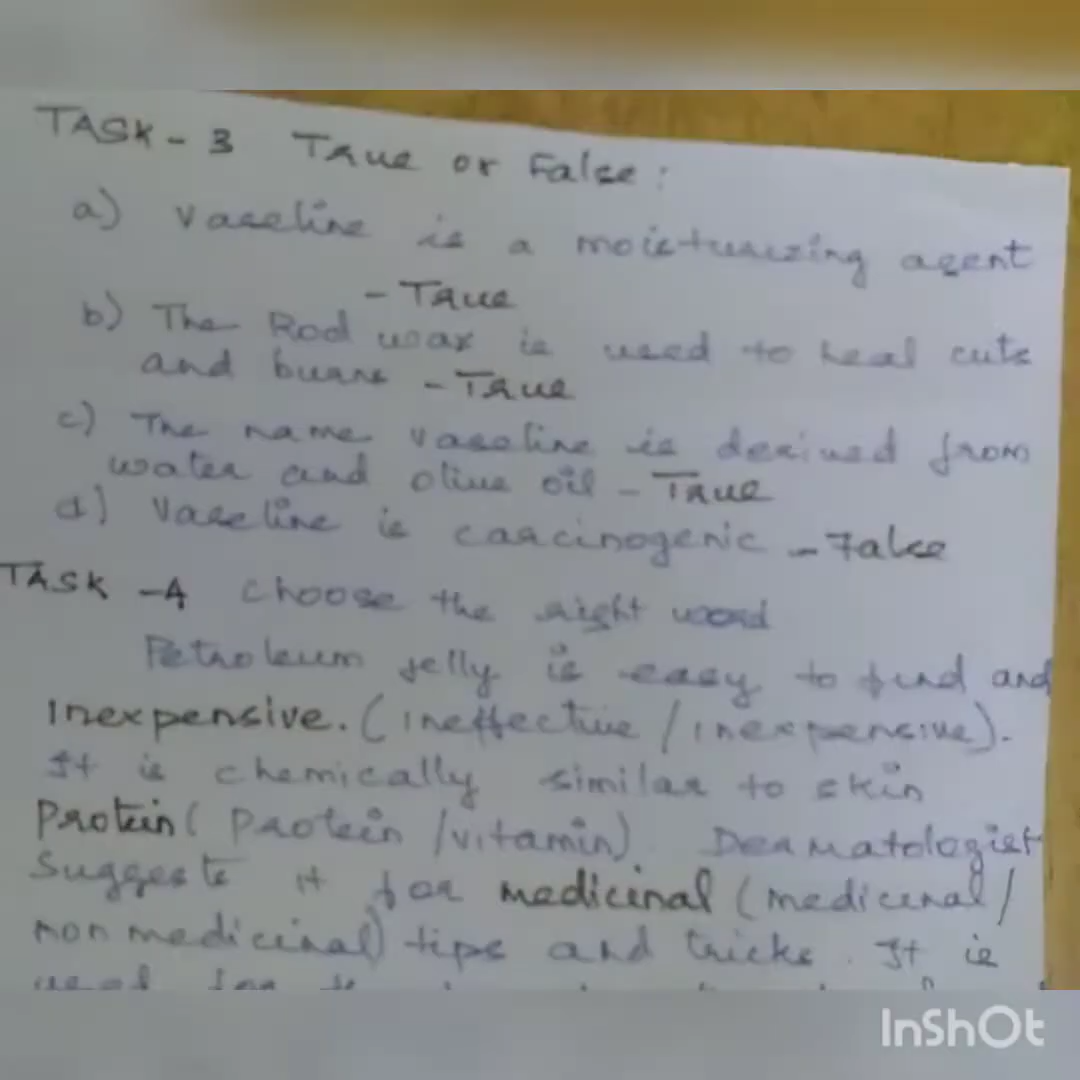 TASK - 3 True or False:
a) Vaseline is a moisturizing agent
- True
b) The Rod wax is used to heal cuts
and burns - True
c) The name vaseline is derived from
water and olive oil - True
d) Vaseline is carcinogenic - False
TASK - 4 choose the right word
Petroleum jelly is easy to find and
Inexpensive. (ineffective / inexpensive).
It is chemically similar to skin
Protein ( Protein / vitamin). Dermatologist
Suggests it for medicinal (medicinal /
non medicinal) tips and tricks. It is
used for
InShOt